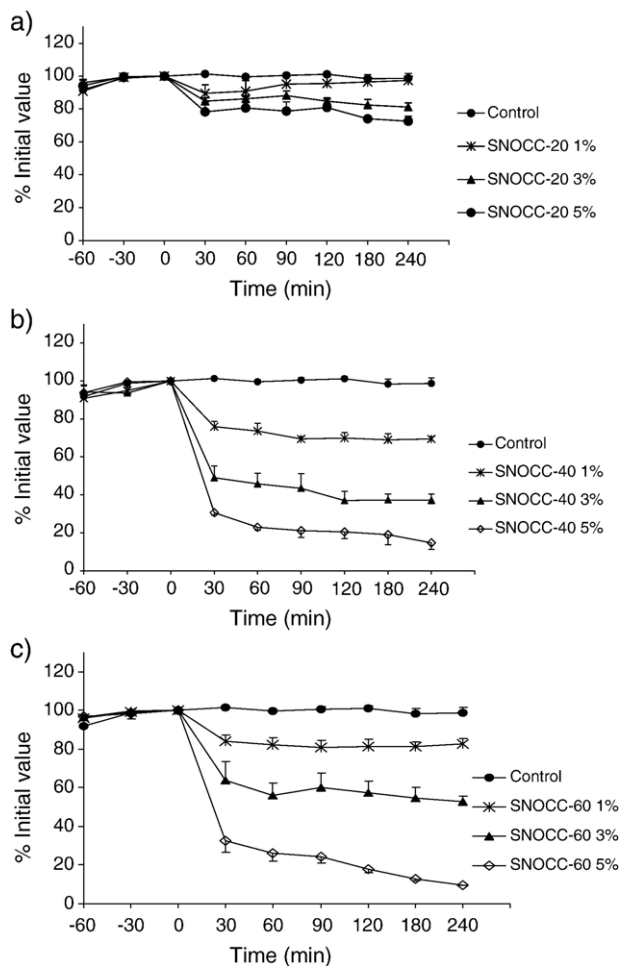 a)
120
100
80
60
40
20
0
% Initial value
-60 -30 0 30 60 90 120 180 240
Time (min)
Control
SNOCC-20 1%
SNOCC-20 3%
SNOCC-20 5%
b)
120
100
80
60
40
20
0
% Initial value
-60 -30 0 30 60 90 120 180 240
Time (min)
Control
SNOCC-40 1%
SNOCC-40 3%
SNOCC-40 5%
c)
120
100
80
60
40
20
0
% Initial value
-60 -30 0 30 60 90 120 180 240
Time (min)
Control
SNOCC-60 1%
SNOCC-60 3%
SNOCC-60 5%